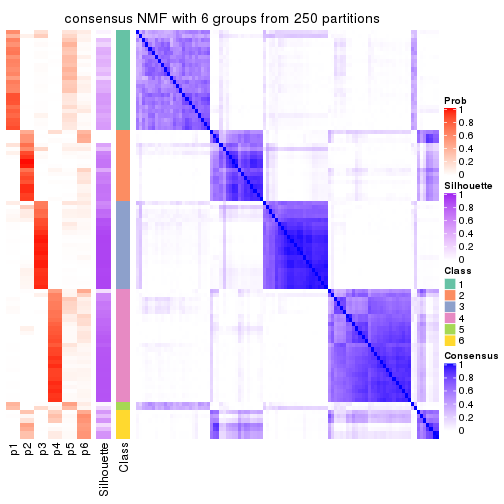 consensus NMF with 6 groups from 250 partitions
Prob
1
0.8
0.6
0.4
0.2
0
Silhouette
1
0.8
0.6
0.4
0.2
0
Class
1
2
3
4
5
6
Consensus
1
0.8
0.6
0.4
0.2
0
p1
p2
p3
p4
p5
p6
Silhouette
Class